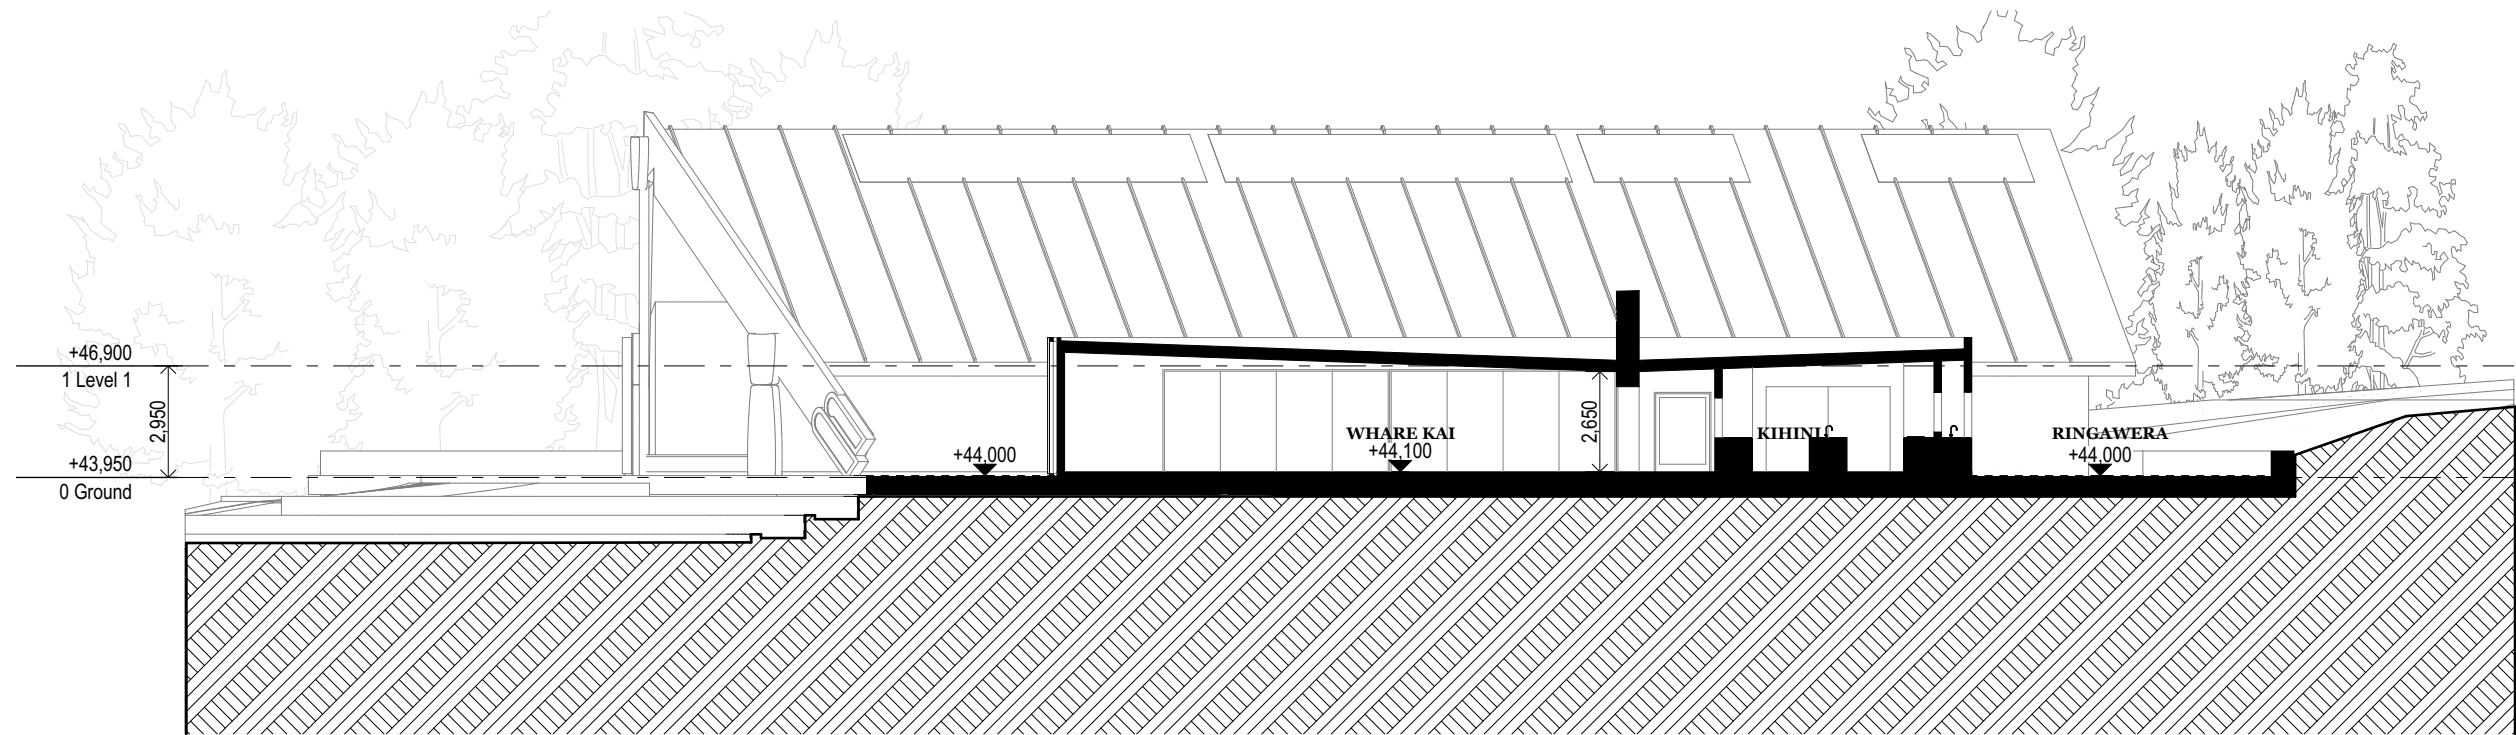 +46,900
1 Level 1
2,950
+43,950
0 Ground
+44,000
WHARE KAI
+44,100
2,650
KIHINI
RINGAWERA
+44,000